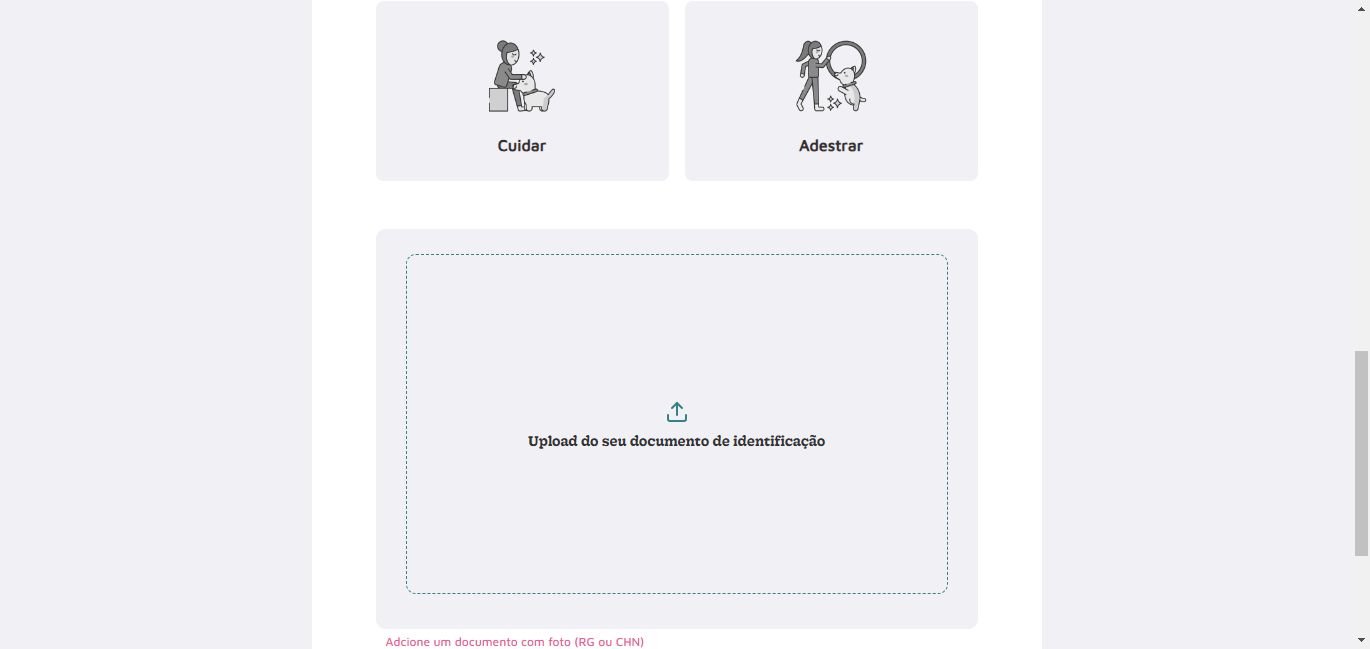 Cuidar
Adestrar
Upload do seu documento de identificação
Adcione um documento com foto (RG ou CHN)